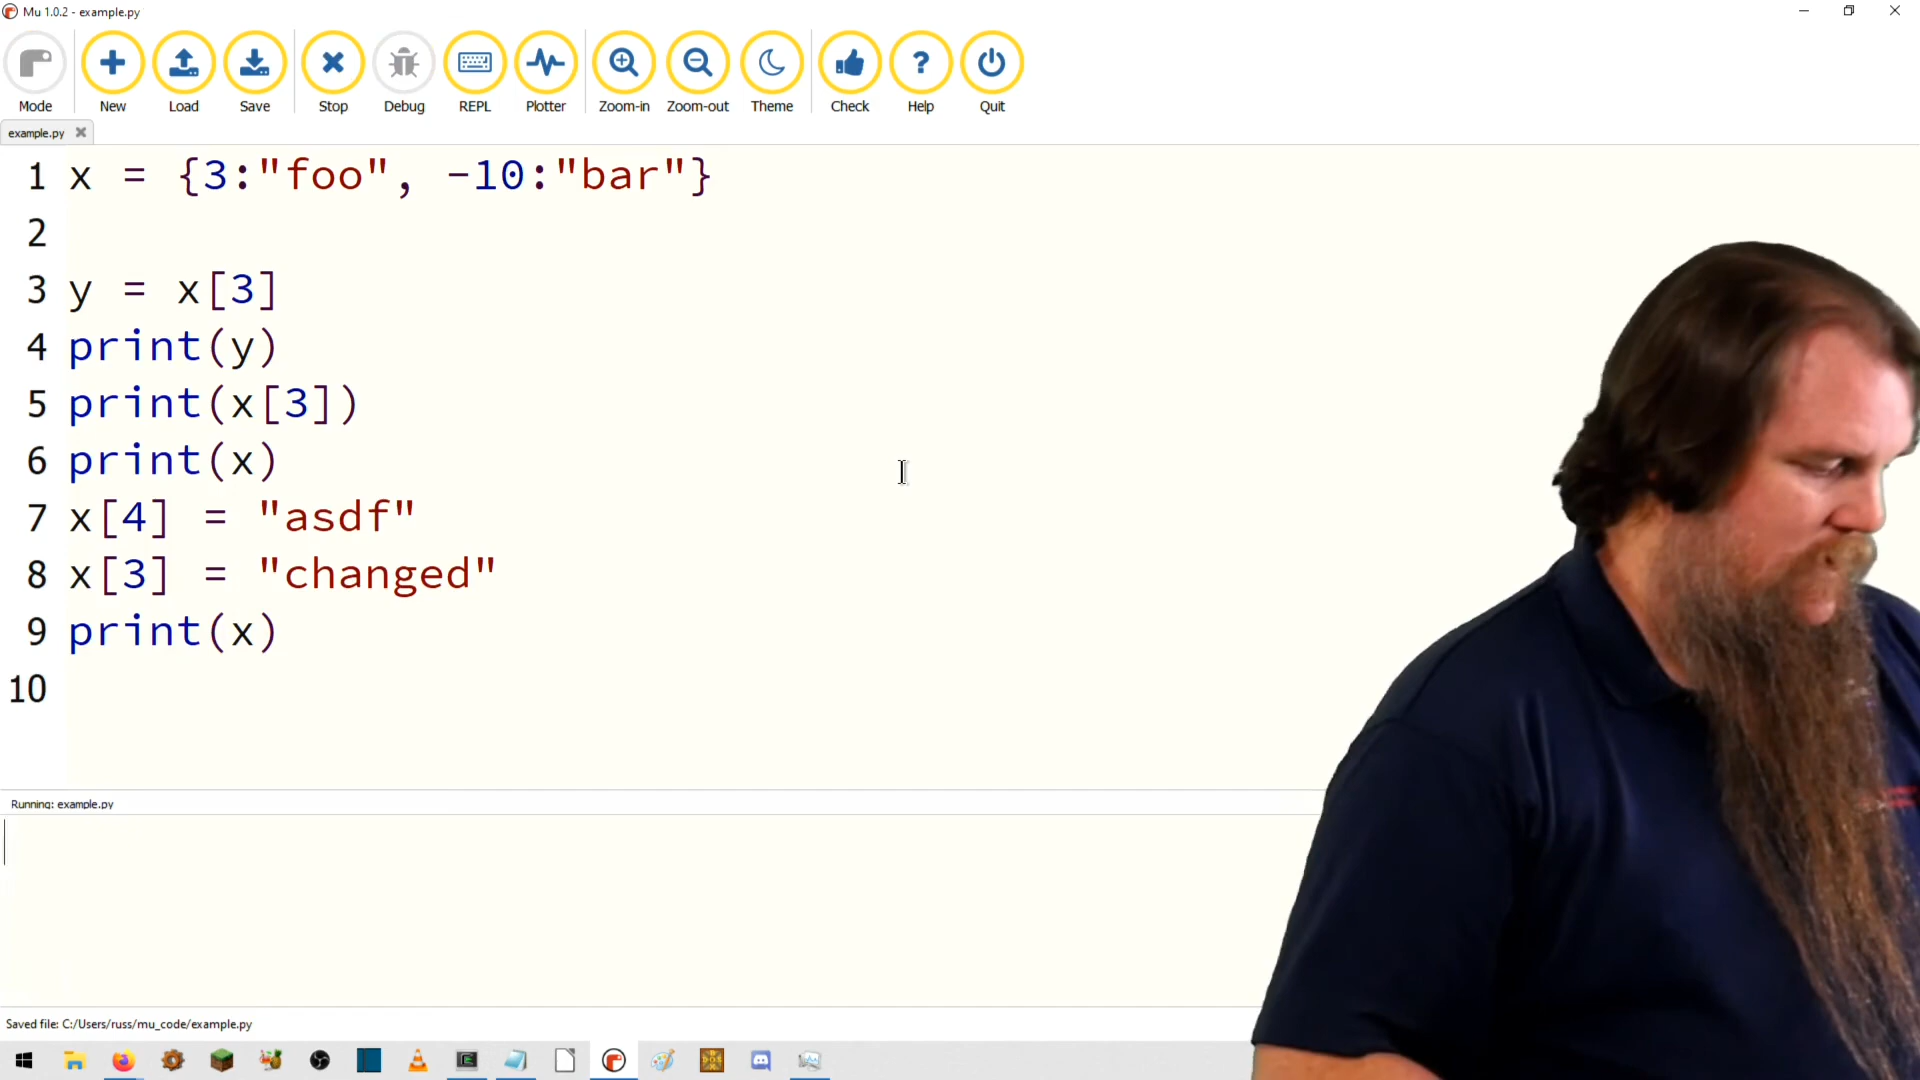 Mu 1.0.2 - example.py
Mode New Load Save Stop Debug REPL Plotter Zoom-in Zoom-out Theme Check Help Quit
example.py
1 x = {3:"foo", -10:"bar"}
2
3 y = x[3]
4 print(y)
5 print(x[3])
6 print(x)
7 x[4] = "asdf"
8 x[3] = "changed"
9 print(x)
10
Running: example.py
Saved file: C:/Users/russ/mu_code/example.py